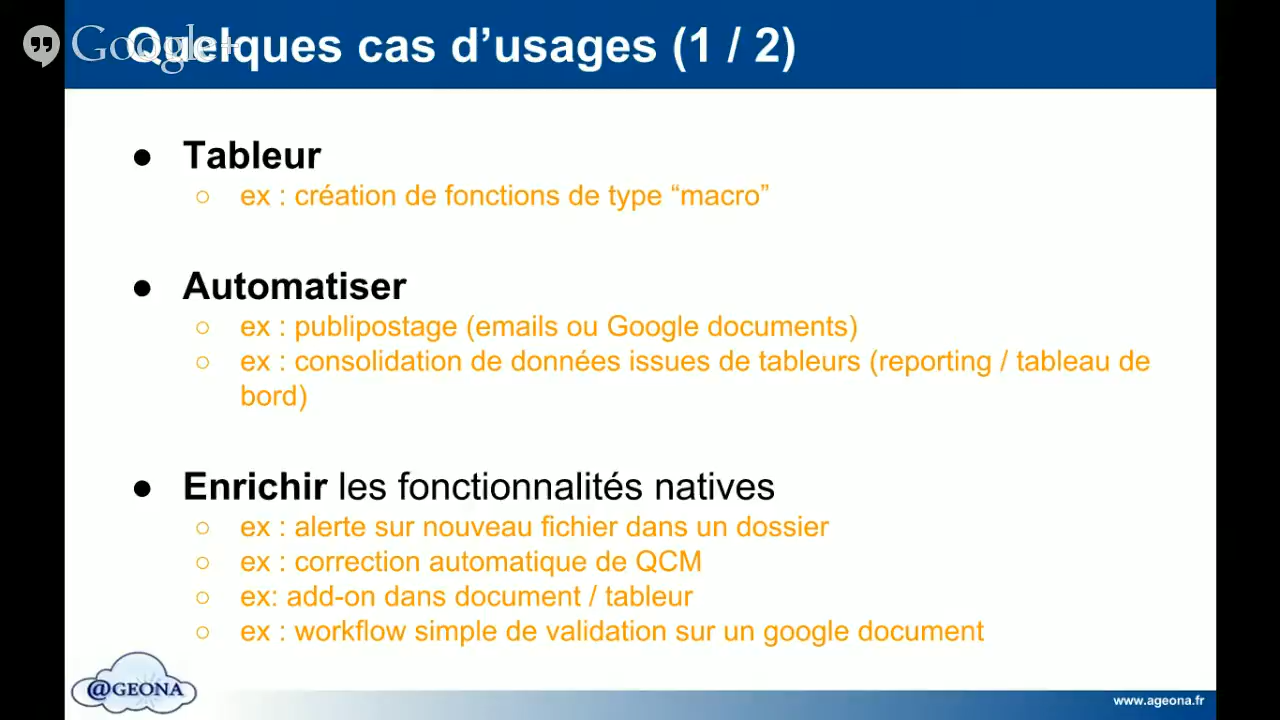 Google+
Quelques cas d’usages (1 / 2)
● Tableur
○ ex : création de fonctions de type “macro”
● Automatiser
○ ex : publipostage (emails ou Google documents)
○ ex : consolidation de données issues de tableurs (reporting / tableau de
bord)
● Enrichir les fonctionnalités natives
○ ex : alerte sur nouveau fichier dans un dossier
○ ex : correction automatique de QCM
○ ex: add-on dans document / tableur
○ ex : workflow simple de validation sur un google document
@GEONA
www.ageona.fr